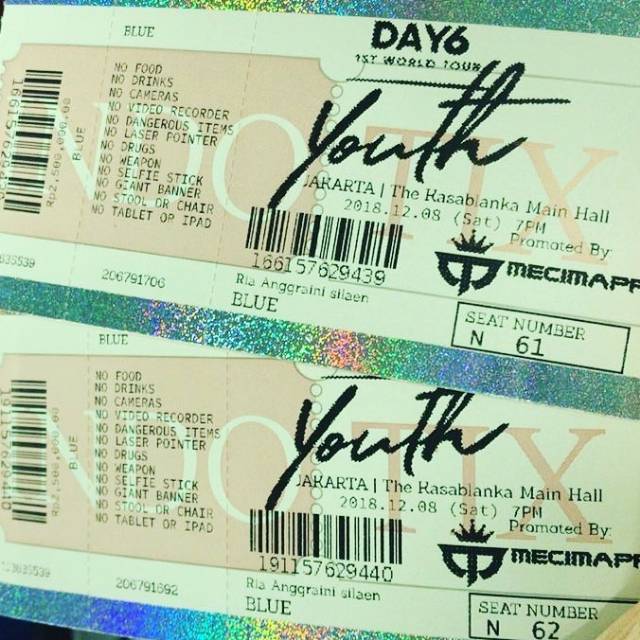 BLUE
DAY6
1ST WORLD TOUR
Youth
NO FOOD
NO DRINKS
NO CAMERAS
NO VIDEO RECORDER
NO DANGEROUS ITEMS
NO LASER POINTER
NO DRUGS
NO WEAPON
NO SELFIE STICK
NO GIANT BANNER
NO STOOL OR CHAIR
NO TABLET OR IPAD
BLUE
JAKARTA | The Kasablanka Main Hall
2018.12.08 (Sat) 7PM
Promoted By:
MECIMAPR
166157629439
206791706
Ria Anggraini silaen
BLUE
SEAT NUMBER
N 61
BLUE
Youth
NO FOOD
NO DRINKS
NO CAMERAS
NO VIDEO RECORDER
NO DANGEROUS ITEMS
NO LASER POINTER
NO DRUGS
NO WEAPON
NO SELFIE STICK
NO GIANT BANNER
NO STOOL OR CHAIR
NO TABLET OR IPAD
BLUE
JAKARTA | The Kasablanka Main Hall
2018.12.08 (Sat) 7PM
Promoted By:
MECIMAPR
191157629440
206791692
Ria Anggraini silaen
BLUE
SEAT NUMBER
N 62